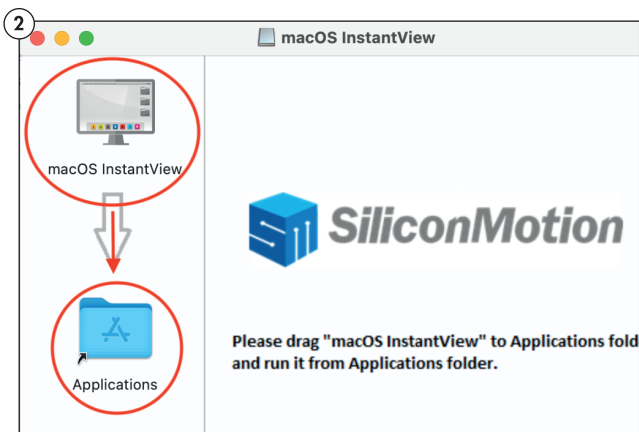 2
macOS InstantView
macOS InstantView
SiliconMotion
Please drag "macOS InstantView" to Applications fold
and run it from Applications folder.
Applications